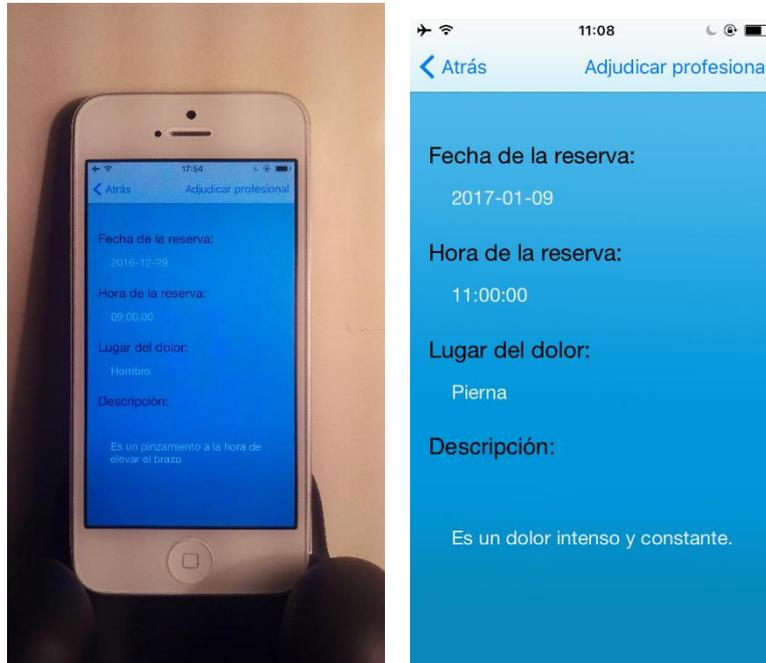 17:54
Atrás
Adjudicar profesional
Fecha de la reserva:
2016-12-29
Hora de la reserva:
09:00:00
Lugar del dolor:
Hombro
Descripción:
Es un pinzamiento a la hora de
elevar el brazo
11:08
Atrás
Adjudicar profesiona
Fecha de la reserva:
2017-01-09
Hora de la reserva:
11:00:00
Lugar del dolor:
Pierna
Descripción:
Es un dolor intenso y constante.